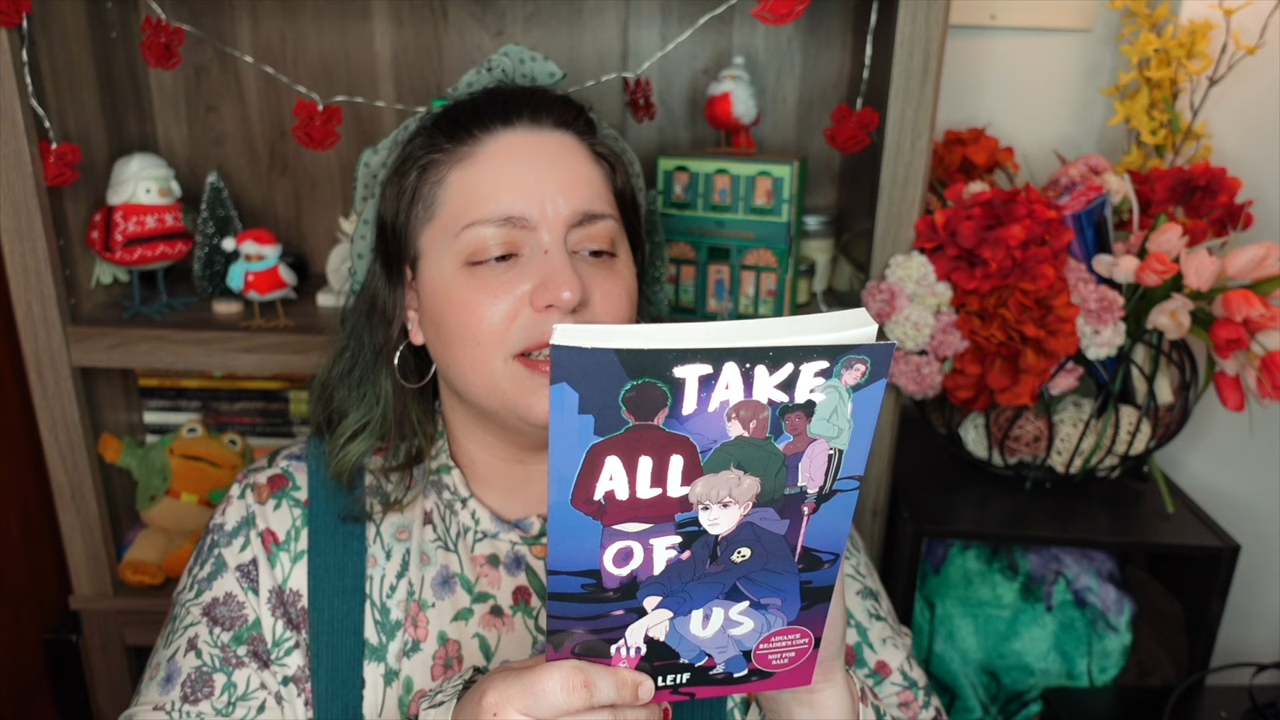 TAKE
ALL
OF
US
ADVANCE
READER'S COPY
NOT FOR
SALE
LEIF